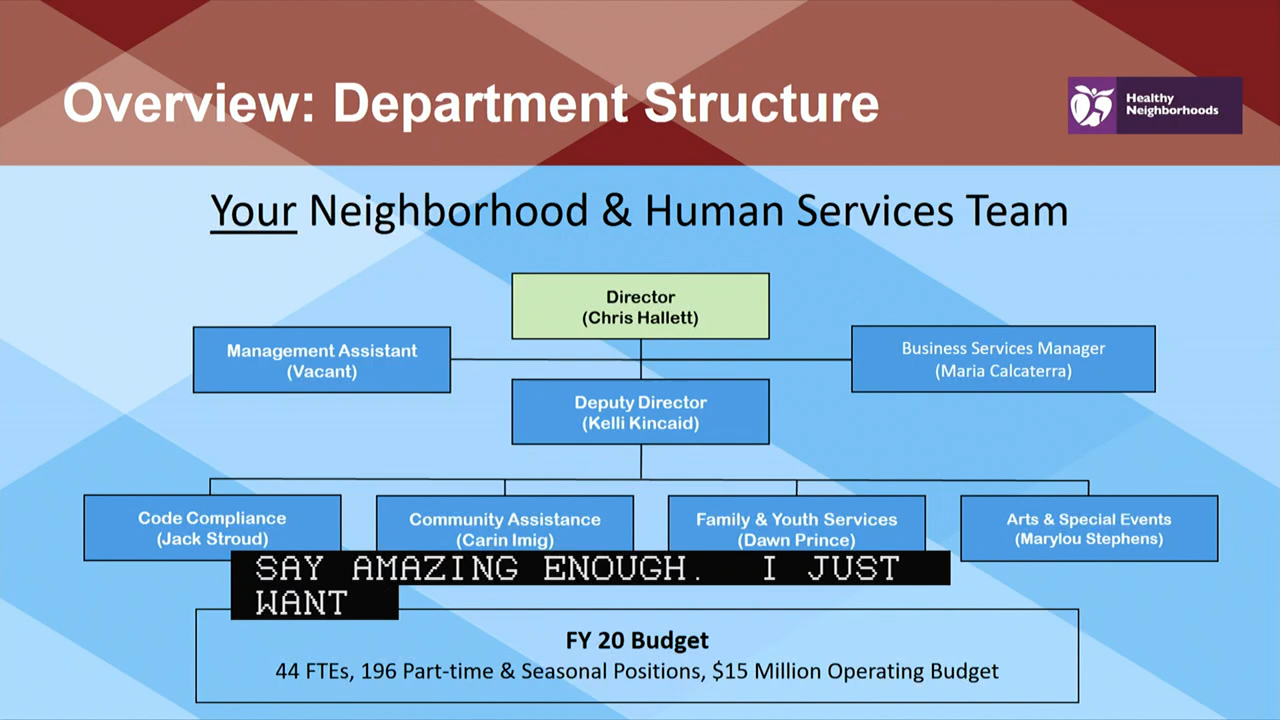 Overview: Department Structure
Healthy
Neighborhoods
Your Neighborhood & Human Services Team
Director
(Chris Hallett)
Management Assistant
(Vacant)
Business Services Manager
(Maria Calcaterra)
Deputy Director
(Kelli Kincaid)
Code Compliance
(Jack Stroud)
Community Assistance
(Carin Imig)
Family & Youth Services
(Dawn Prince)
Arts & Special Events
(Marylou Stephens)
SAY AMAZING ENOUGH. I JUST
WANT
FY 20 Budget
44 FTEs, 196 Part-time & Seasonal Positions, $15 Million Operating Budget